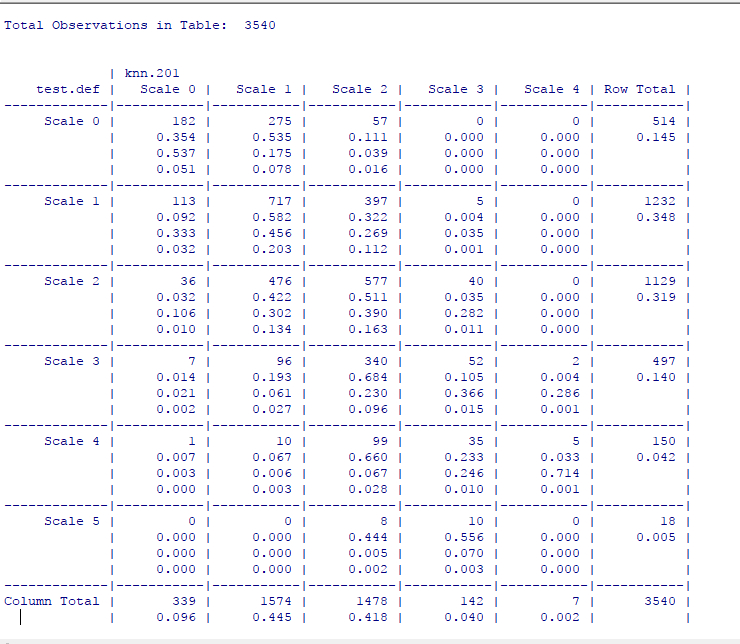 Total Observations in Table:  3540
| knn.201
test.def |   Scale 0 |   Scale 1 |   Scale 2 |   Scale 3 |   Scale 4 | Row Total |
-------------|-----------|-----------|-----------|-----------|-----------|-----------|
Scale 0 |       182 |       275 |        57 |         0 |         0 |       514 |
|     0.354 |     0.535 |     0.111 |     0.000 |     0.000 |     0.145 |
|     0.537 |     0.175 |     0.039 |     0.000 |     0.000 |           |
|     0.051 |     0.078 |     0.016 |     0.000 |     0.000 |           |
-------------|-----------|-----------|-----------|-----------|-----------|-----------|
Scale 1 |       113 |       717 |       397 |         5 |         0 |      1232 |
|     0.092 |     0.582 |     0.322 |     0.004 |     0.000 |     0.348 |
|     0.333 |     0.456 |     0.269 |     0.035 |     0.000 |           |
|     0.032 |     0.203 |     0.112 |     0.001 |     0.000 |           |
-------------|-----------|-----------|-----------|-----------|-----------|-----------|
Scale 2 |        36 |       476 |       577 |        40 |         0 |      1129 |
|     0.032 |     0.422 |     0.511 |     0.035 |     0.000 |     0.319 |
|     0.106 |     0.302 |     0.390 |     0.282 |     0.000 |           |
|     0.010 |     0.134 |     0.163 |     0.011 |     0.000 |           |
-------------|-----------|-----------|-----------|-----------|-----------|-----------|
Scale 3 |         7 |        96 |       340 |        52 |         2 |       497 |
|     0.014 |     0.193 |     0.684 |     0.105 |     0.004 |     0.140 |
|     0.021 |     0.061 |     0.230 |     0.366 |     0.286 |           |
|     0.002 |     0.027 |     0.096 |     0.015 |     0.001 |           |
-------------|-----------|-----------|-----------|-----------|-----------|-----------|
Scale 4 |         1 |        10 |        99 |        35 |         5 |       150 |
|     0.007 |     0.067 |     0.660 |     0.233 |     0.033 |     0.042 |
|     0.003 |     0.006 |     0.067 |     0.246 |     0.714 |           |
|     0.000 |     0.003 |     0.028 |     0.010 |     0.001 |           |
-------------|-----------|-----------|-----------|-----------|-----------|-----------|
Scale 5 |         0 |         0 |         8 |        10 |         0 |        18 |
|     0.000 |     0.000 |     0.444 |     0.556 |     0.000 |     0.005 |
|     0.000 |     0.000 |     0.005 |     0.070 |     0.000 |           |
|     0.000 |     0.000 |     0.002 |     0.003 |     0.000 |           |
-------------|-----------|-----------|-----------|-----------|-----------|-----------|
Column Total |       339 |      1574 |      1478 |       142 |         7 |      3540 |
|     0.096 |     0.445 |     0.418 |     0.040 |     0.002 |           |